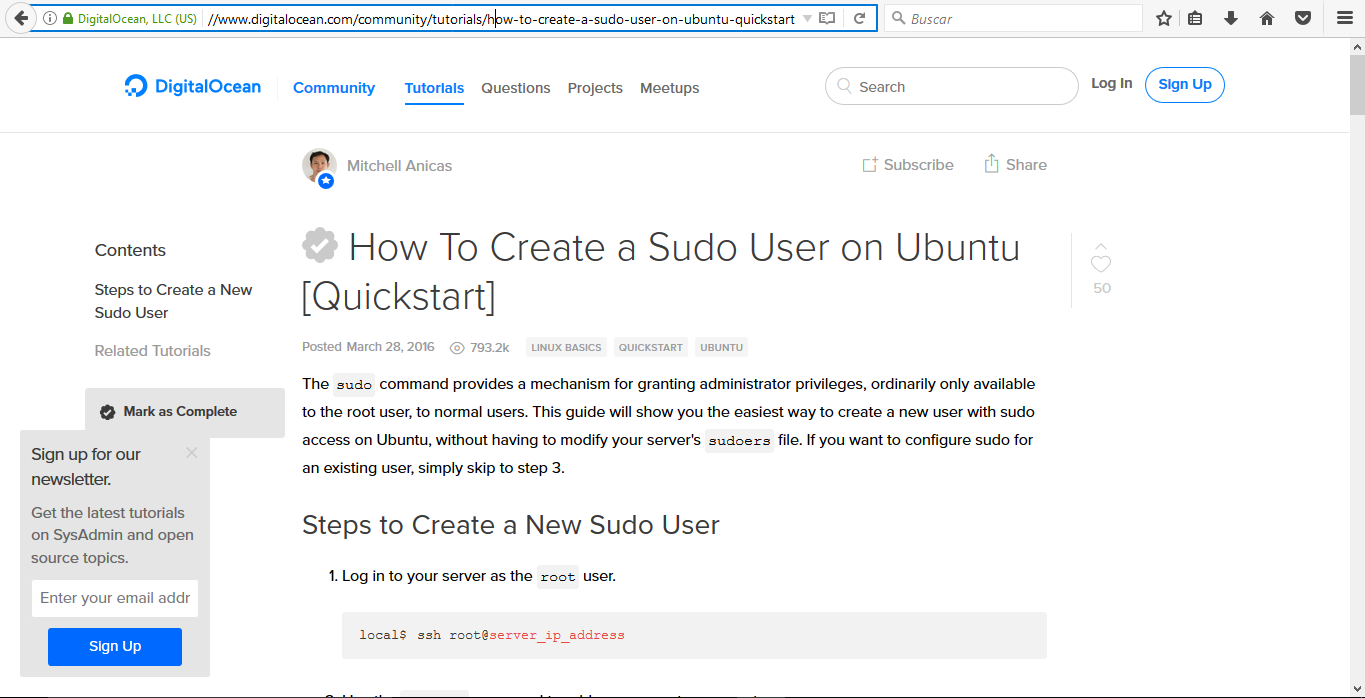 DigitalOcean, LLC (US) //www.digitalocean.com/community/tutorials/how-to-create-a-sudo-user-on-ubuntu-quickstart Buscar
DigitalOcean Community Tutorials Questions Projects Meetups Search Log In Sign Up
Mitchell Anicas Subscribe Share
How To Create a Sudo User on Ubuntu
[Quickstart]
50
Posted March 28, 2016 793.2k LINUX BASICS QUICKSTART UBUNTU
Contents
Steps to Create a New
Sudo User
Related Tutorials
Mark as Complete
Sign up for our
newsletter.
Get the latest tutorials
on SysAdmin and open
source topics.
Enter your email addr
Sign Up
The sudo command provides a mechanism for granting administrator privileges, ordinarily only available
to the root user, to normal users. This guide will show you the easiest way to create a new user with sudo
access on Ubuntu, without having to modify your server's sudoers file. If you want to configure sudo for
an existing user, simply skip to step 3.
Steps to Create a New Sudo User
1. Log in to your server as the root user.
local$ ssh root@server_ip_address